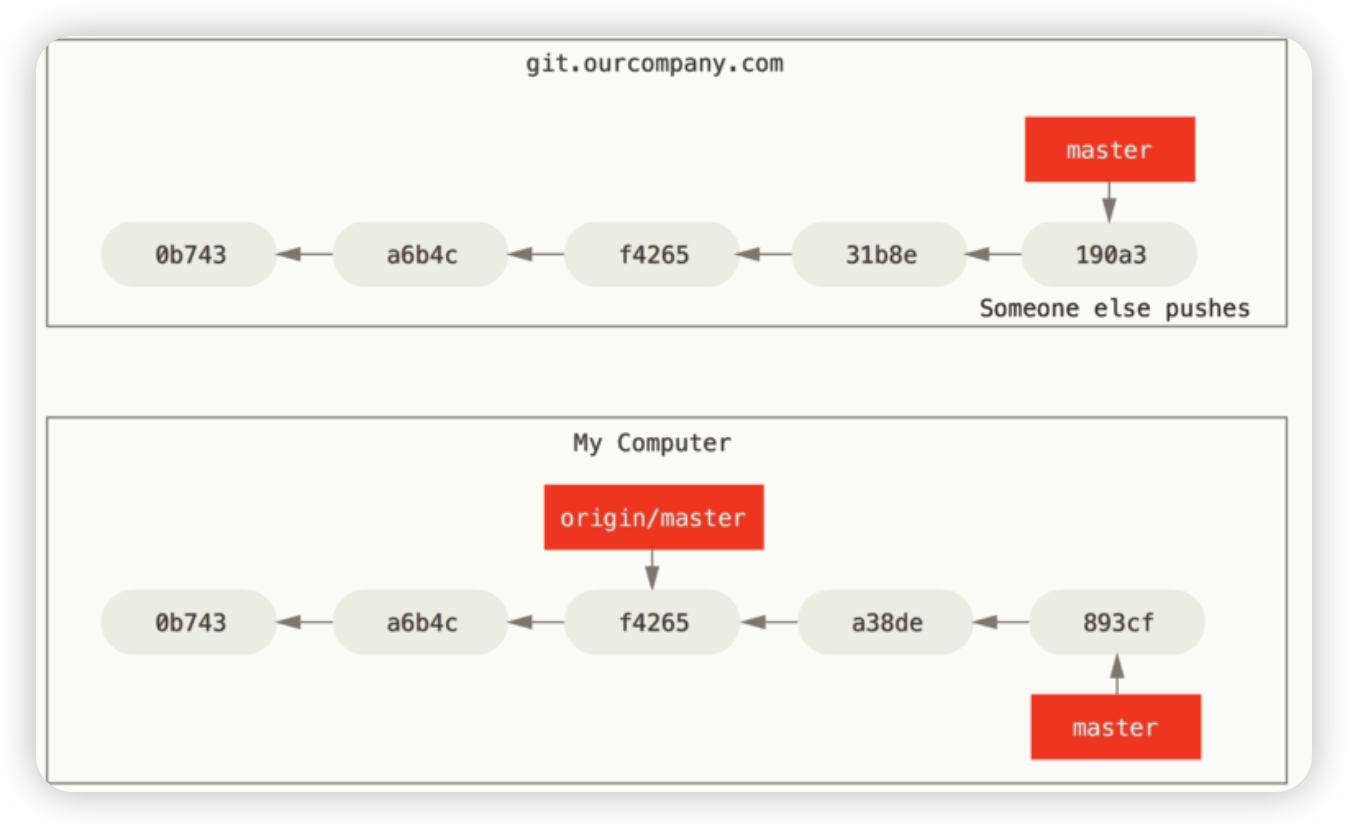 git.ourcompany.com
master
0b743
a6b4c
f4265
31b8e
190a3
Someone else pushes
My Computer
origin/master
0b743
a6b4c
f4265
a38de
893cf
master